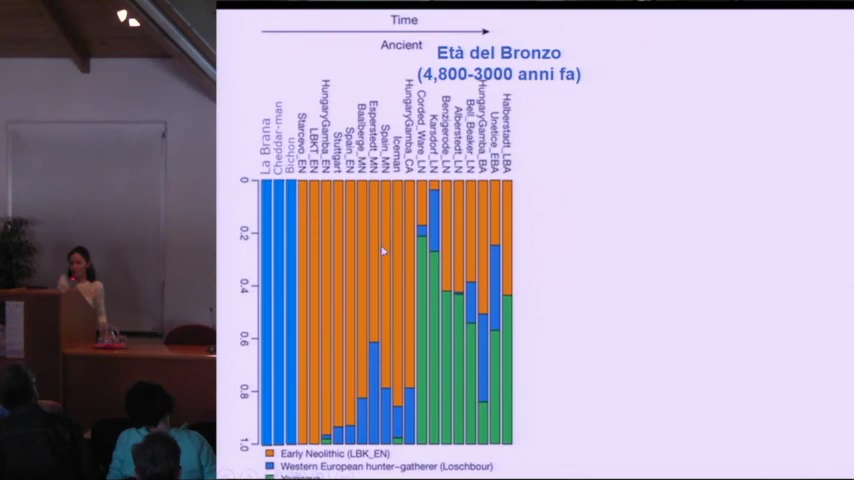 Time
Ancient
Età del Bronzo
(4,800-3000 anni fa)
La Brana
Cheddar-man
Bichon
Starcevo_EN
LBKT_EN
HungaryGamba_EN
Stuttgart
Spain_EN
Baalberge_MN
Esperstedt_MN
Spain_MN
Iceman
HungaryGamba_CA
Corded_Ware_LN
Karsdorf_LN
Benzigerode_LN
Alberstedt_LN
Bell_Beaker_LN
HungaryGamba_BA
Unetice_EBA
Halberstadt_LBA
0
0.2
0.4
0.6
0.8
1.0
Early Neolithic (LBK_EN)
Western European hunter-gatherer (Loschbour)